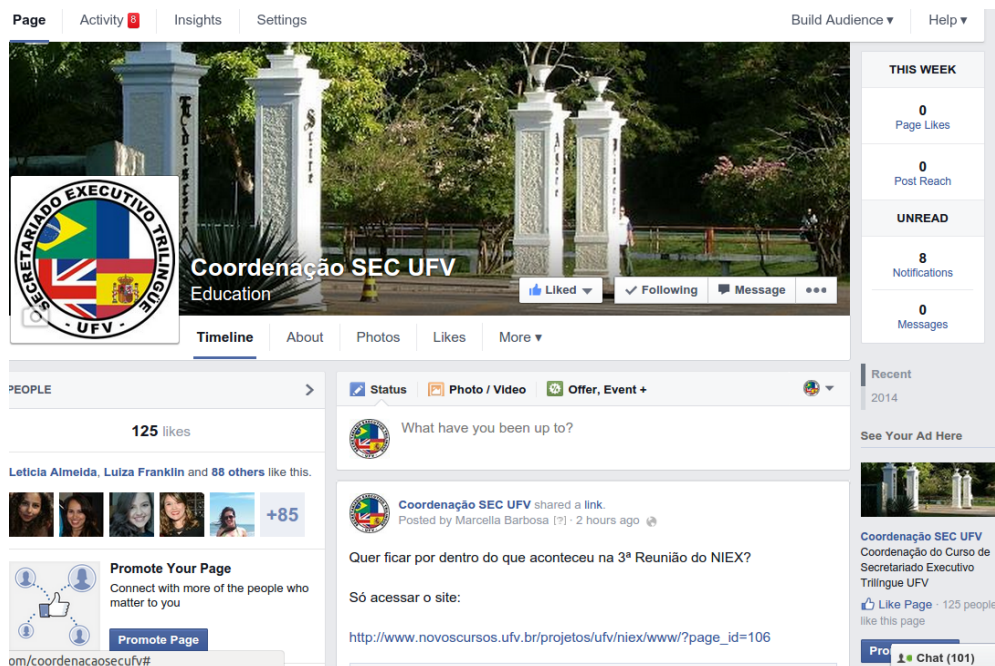 Page
Activity 8
Insights
Settings
Build Audience ▾
Help ▾
Scire
Agere
Vincere
Coordenação SEC UFV
Education
SECRETARIADO EXECUTIVO TRILINGÜE
- UFV -
Liked
Following
Message
•••
Timeline
About
Photos
Likes
More ▾
THIS WEEK
0
Page Likes
0
Post Reach
UNREAD
8
Notifications
0
Messages
Recent
2014
See Your Ad Here
Coordenação SEC UFV
Coordenação do Curso de
Secretariado Executivo
Trilíngue UFV
Like Page · 125 people
like this page
Pro
Chat (101)
PEOPLE
125 likes
Leticia Almeida, Luiza Franklin and 88 others like this.
+85
Promote Your Page
Connect with more of the people who
matter to you
Promote Page
om/coordenacaosecufv#
Status
Photo / Video
Offer, Event +
What have you been up to?
Coordenação SEC UFV shared a link.
Posted by Marcella Barbosa [?] · 2 hours ago
Quer ficar por dentro do que aconteceu na 3ª Reunião do NIEX?
Só acessar o site:
http://www.novoscursos.ufv.br/projetos/ufv/niex/www/?page_id=106